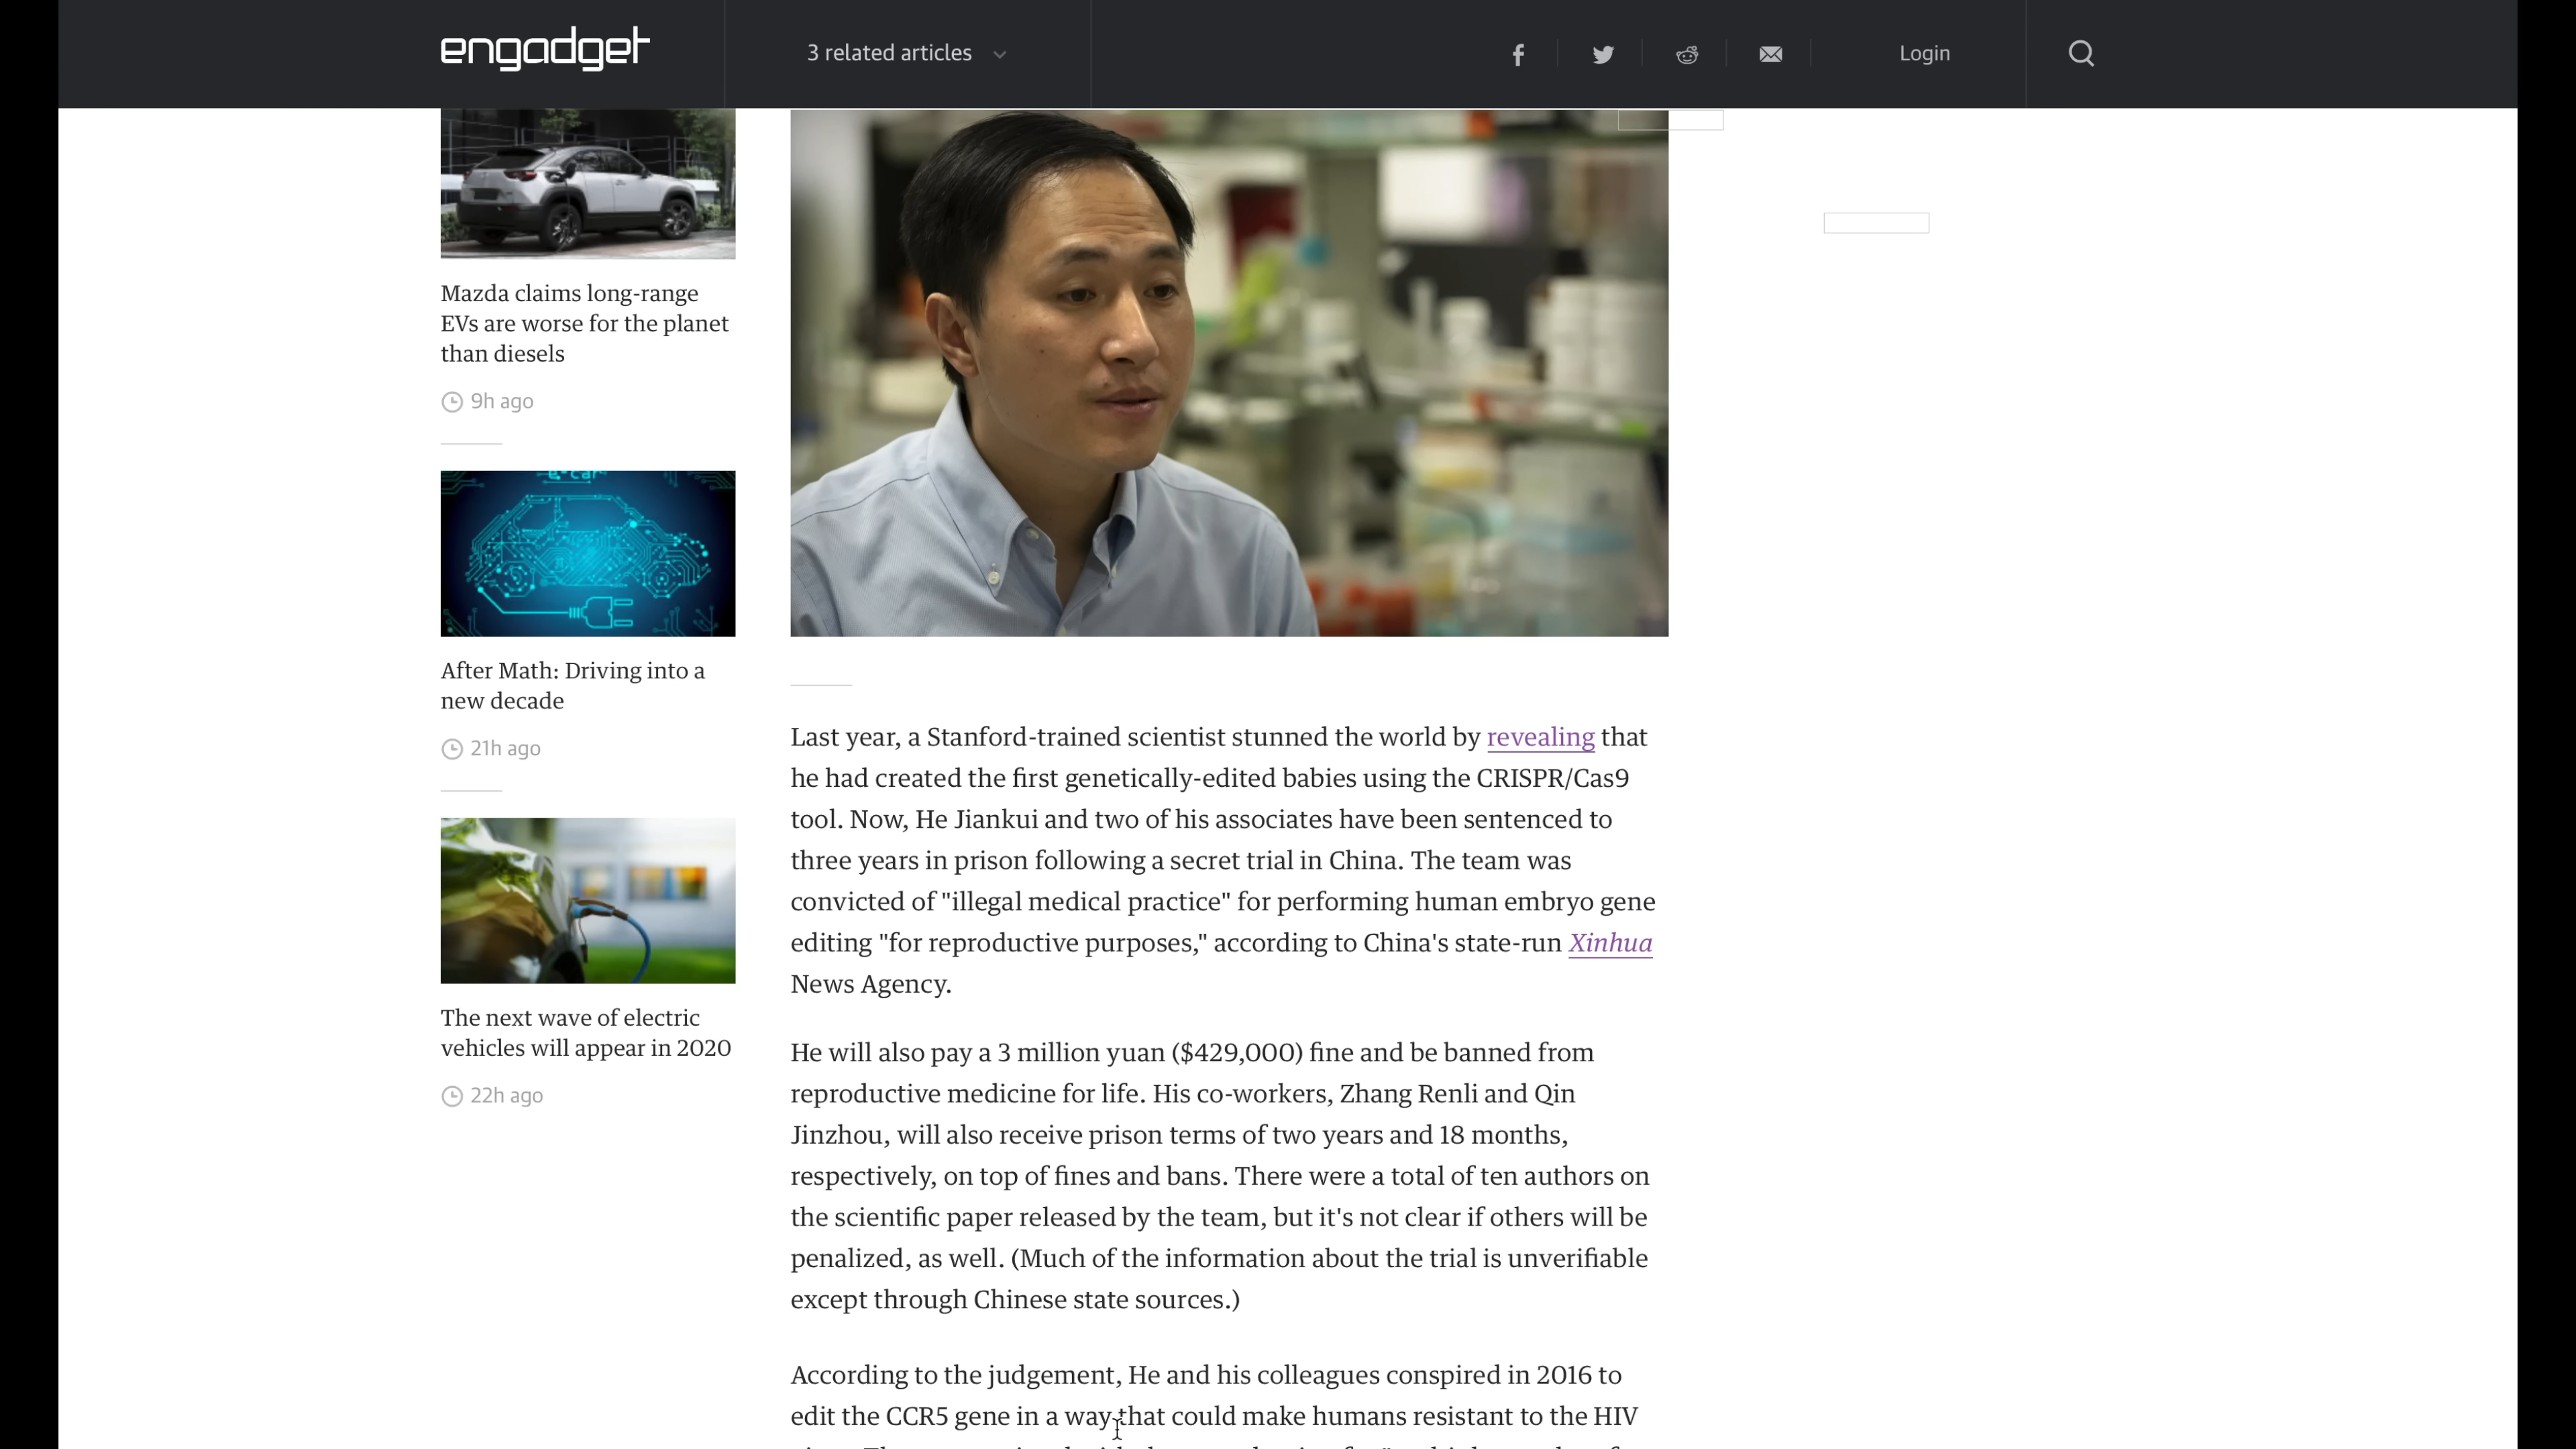 engadget
3 related articles
Login
Mazda claims long-range
EVs are worse for the planet
than diesels
9h ago
e-car
After Math: Driving into a
new decade
21h ago
The next wave of electric
vehicles will appear in 2020
22h ago
Last year, a Stanford-trained scientist stunned the world by revealing that
he had created the first genetically-edited babies using the CRISPR/Cas9
tool. Now, He Jiankui and two of his associates have been sentenced to
three years in prison following a secret trial in China. The team was
convicted of "illegal medical practice" for performing human embryo gene
editing "for reproductive purposes," according to China's state-run Xinhua
News Agency.
He will also pay a 3 million yuan ($429,000) fine and be banned from
reproductive medicine for life. His co-workers, Zhang Renli and Qin
Jinzhou, will also receive prison terms of two years and 18 months,
respectively, on top of fines and bans. There were a total of ten authors on
the scientific paper released by the team, but it's not clear if others will be
penalized, as well. (Much of the information about the trial is unverifiable
except through Chinese state sources.)
According to the judgement, He and his colleagues conspired in 2016 to
edit the CCR5 gene in a way that could make humans resistant to the HIV